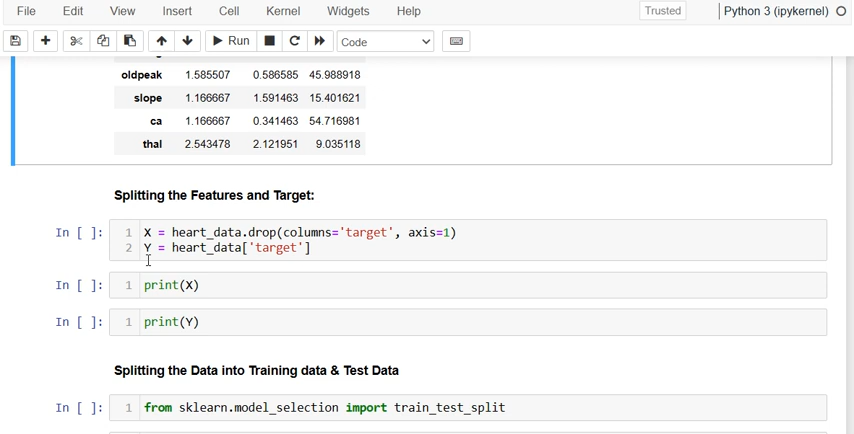 File Edit View Insert Cell Kernel Widgets Help Trusted Python 3 (ipykernel)
Run Code
oldpeak 1.585507 0.586585 45.988918
slope 1.166667 1.591463 15.401621
ca 1.166667 0.341463 54.716981
thal 2.543478 2.121951 9.035118
Splitting the Features and Target:
In [ ]: 1 X = heart_data.drop(columns='target', axis=1)
2 Y = heart_data['target']
In [ ]: 1 print(X)
In [ ]: 1 print(Y)
Splitting the Data into Training data & Test Data
In [ ]: 1 from sklearn.model_selection import train_test_split